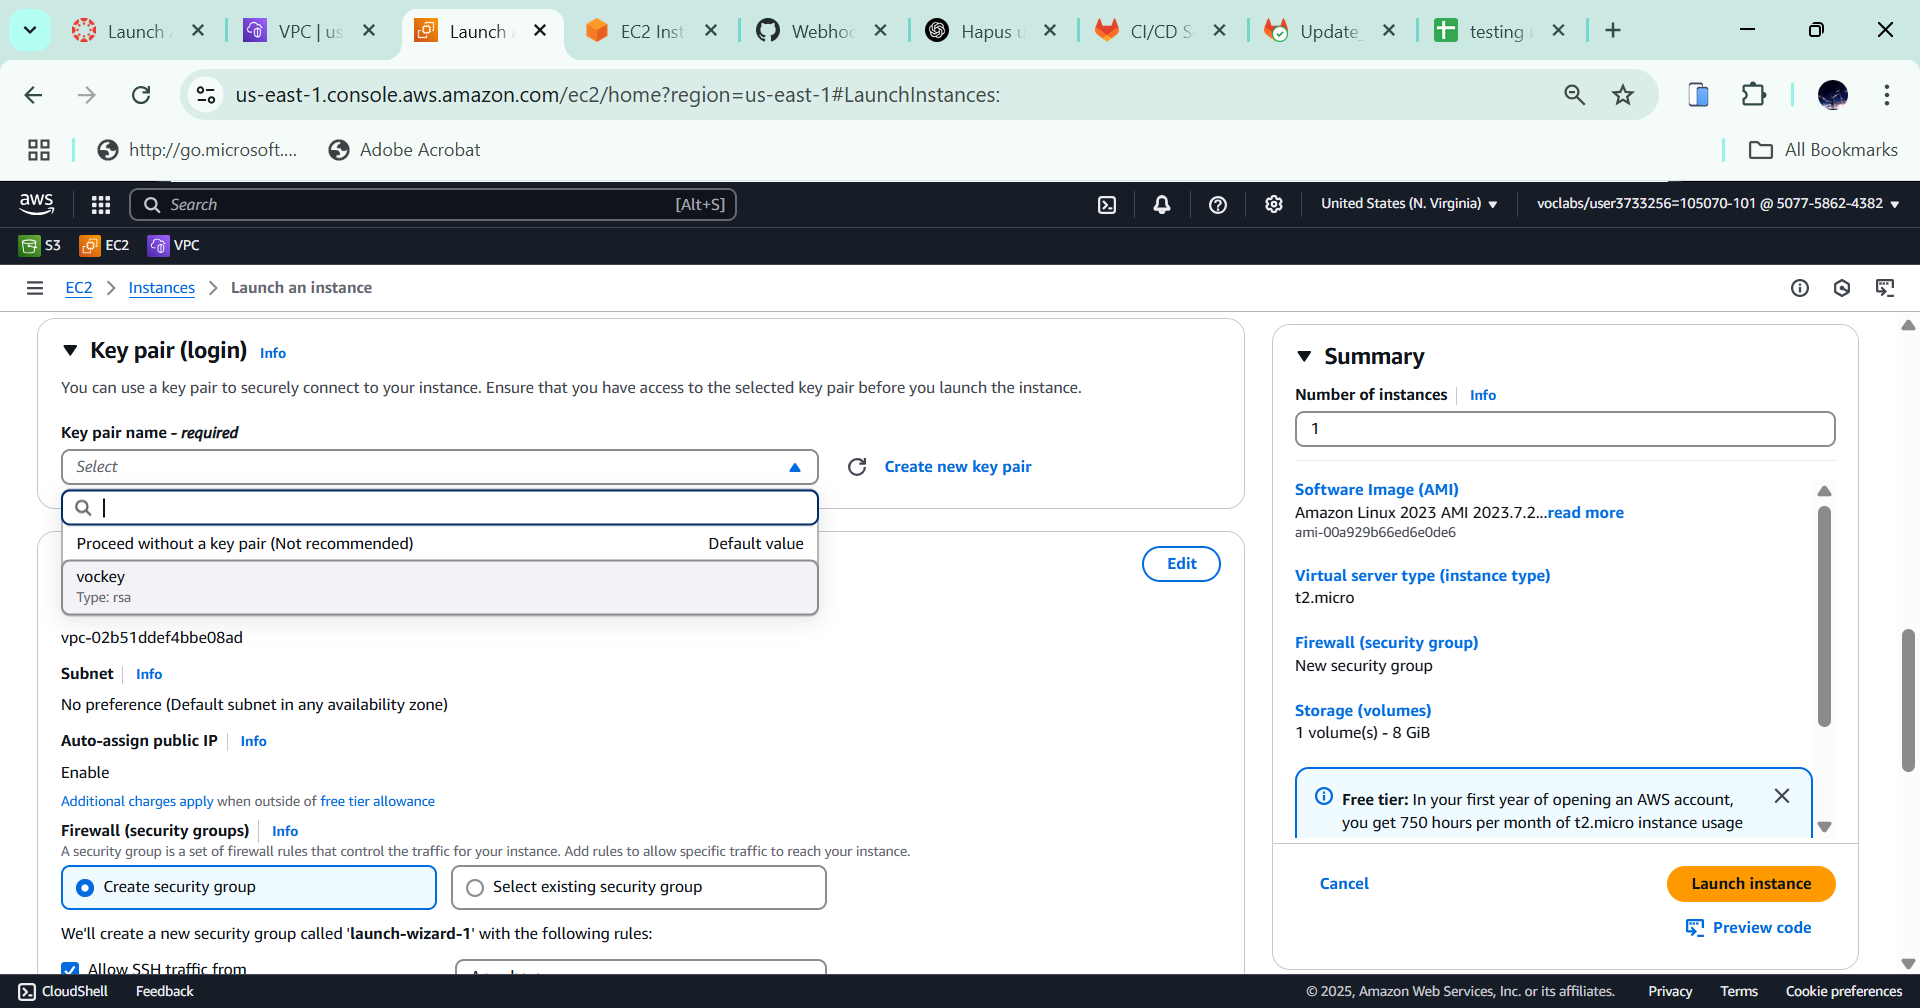 Launch
VPC | us
Launch
EC2 Inst
Webhoo
Hapus u
CI/CD S
Update_
testing
us-east-1.console.aws.amazon.com/ec2/home?region=us-east-1#LaunchInstances:
http://go.microsoft....
Adobe Acrobat
All Bookmarks
aws
Search
[Alt+S]
United States (N. Virginia)
voclabs/user3733256=105070-101 @ 5077-5862-4382
S3
EC2
VPC
EC2
Instances
Launch an instance
Key pair (login)
Info
You can use a key pair to securely connect to your instance. Ensure that you have access to the selected key pair before you launch the instance.
Key pair name - required
Select
Create new key pair
Proceed without a key pair (Not recommended)
Default value
vockey
Type: rsa
Edit
vpc-02b51ddef4bbe08ad
Subnet
Info
No preference (Default subnet in any availability zone)
Auto-assign public IP
Info
Enable
Additional charges apply when outside of free tier allowance
Firewall (security groups)
Info
A security group is a set of firewall rules that control the traffic for your instance. Add rules to allow specific traffic to reach your instance.
Create security group
Select existing security group
We'll create a new security group called 'launch-wizard-1' with the following rules:
Allow SSH traffic from
Summary
Number of instances
Info
1
Software Image (AMI)
Amazon Linux 2023 AMI 2023.7.2...read more
ami-00a929b66ed6e0de6
Virtual server type (instance type)
t2.micro
Firewall (security group)
New security group
Storage (volumes)
1 volume(s) - 8 GiB
Free tier: In your first year of opening an AWS account,
you get 750 hours per month of t2.micro instance usage
Cancel
Launch instance
Preview code
CloudShell
Feedback
© 2025, Amazon Web Services, Inc. or its affiliates.
Privacy
Terms
Cookie preferences